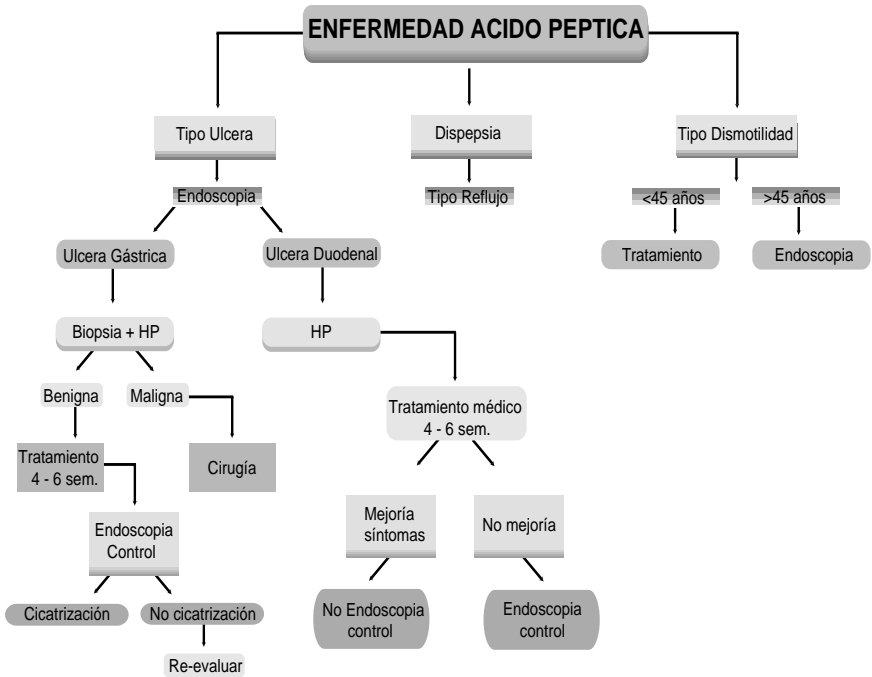 ENFERMEDAD ACIDO PEPTICA
Tipo Ulcera
Dispepsia
Tipo Dismotilidad
Endoscopia
Tipo Reflujo
<45 años
>45 años
Ulcera Gástrica
Ulcera Duodenal
Tratamiento
Endoscopia
Biopsia + HP
HP
Benigna
Maligna
Tratamiento médico
4 - 6 sem.
Tratamiento
4 - 6 sem.
Cirugía
Endoscopia
Control
Mejoría
síntomas
No mejoría
Cicatrización
No cicatrización
No Endoscopia
control
Endoscopia
control
Re-evaluar